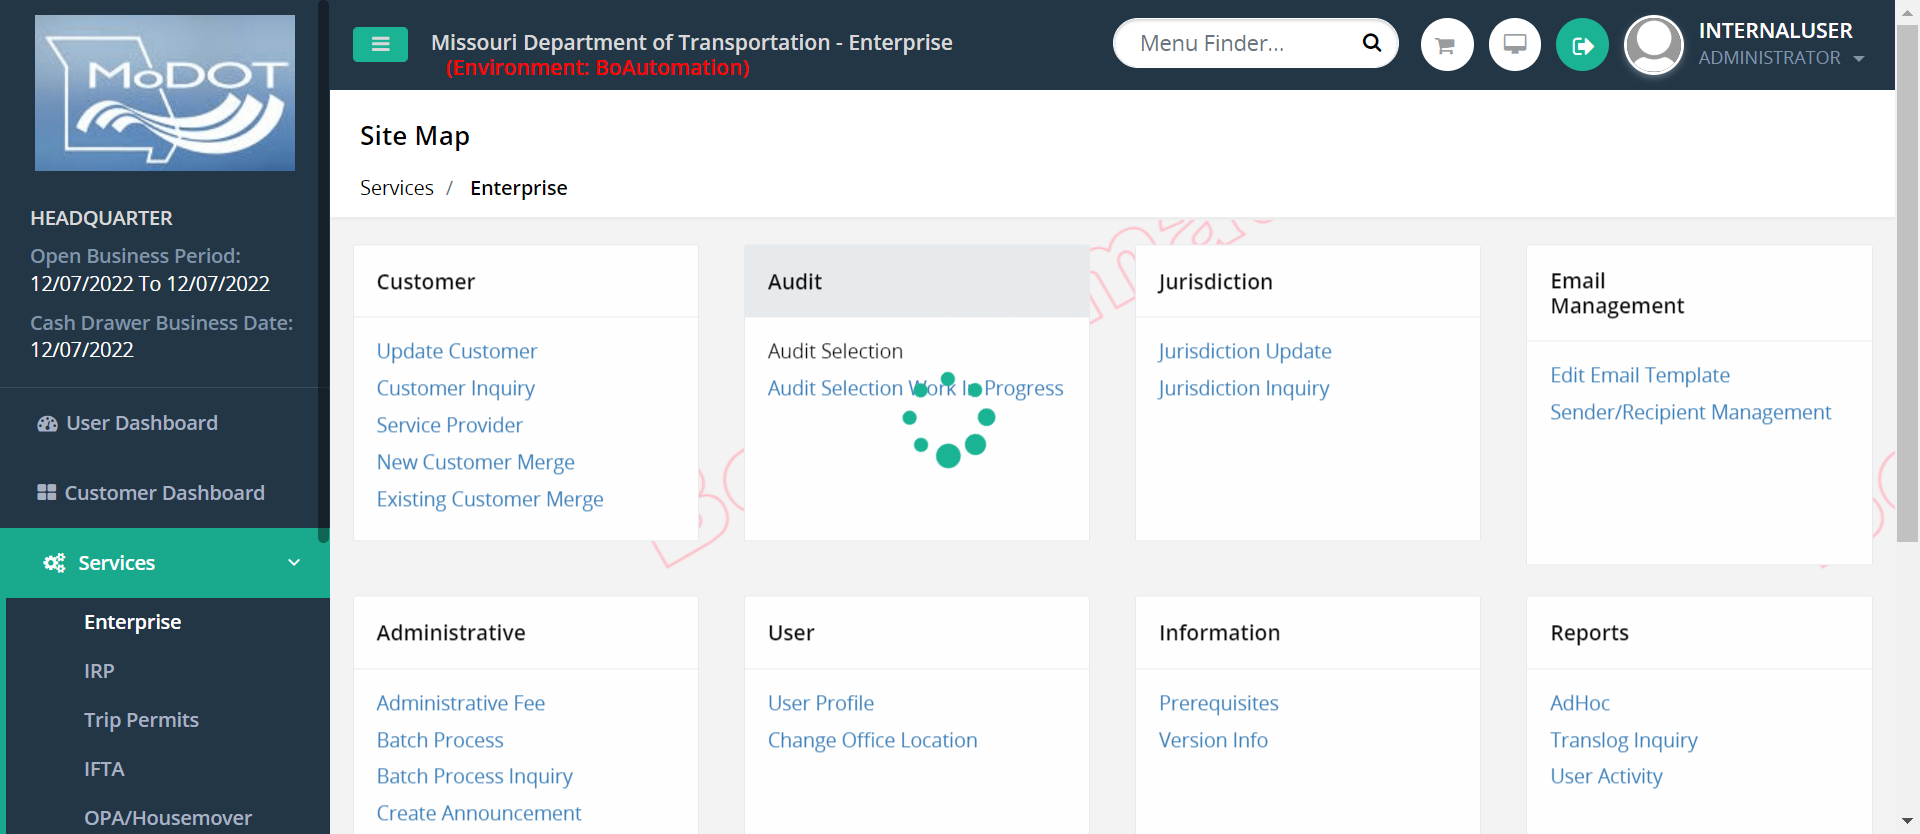 MoDOT
HEADQUARTER
Open Business Period:
12/07/2022 To 12/07/2022
Cash Drawer Business Date:
12/07/2022
User Dashboard
Customer Dashboard
Services
Enterprise
IRP
Trip Permits
IFTA
OPA/Housemover
Missouri Department of Transportation - Enterprise
(Environment: BoAutomation)
Menu Finder...
INTERNALUSER
ADMINISTRATOR
Site Map
Services / Enterprise
Customer
Update Customer
Customer Inquiry
Service Provider
New Customer Merge
Existing Customer Merge
Audit
Audit Selection
Audit Selection Work In Progress
Jurisdiction
Jurisdiction Update
Jurisdiction Inquiry
Email
Management
Edit Email Template
Sender/Recipient Management
Administrative
Administrative Fee
Batch Process
Batch Process Inquiry
Create Announcement
User
User Profile
Change Office Location
Information
Prerequisites
Version Info
Reports
AdHoc
Translog Inquiry
User Activity